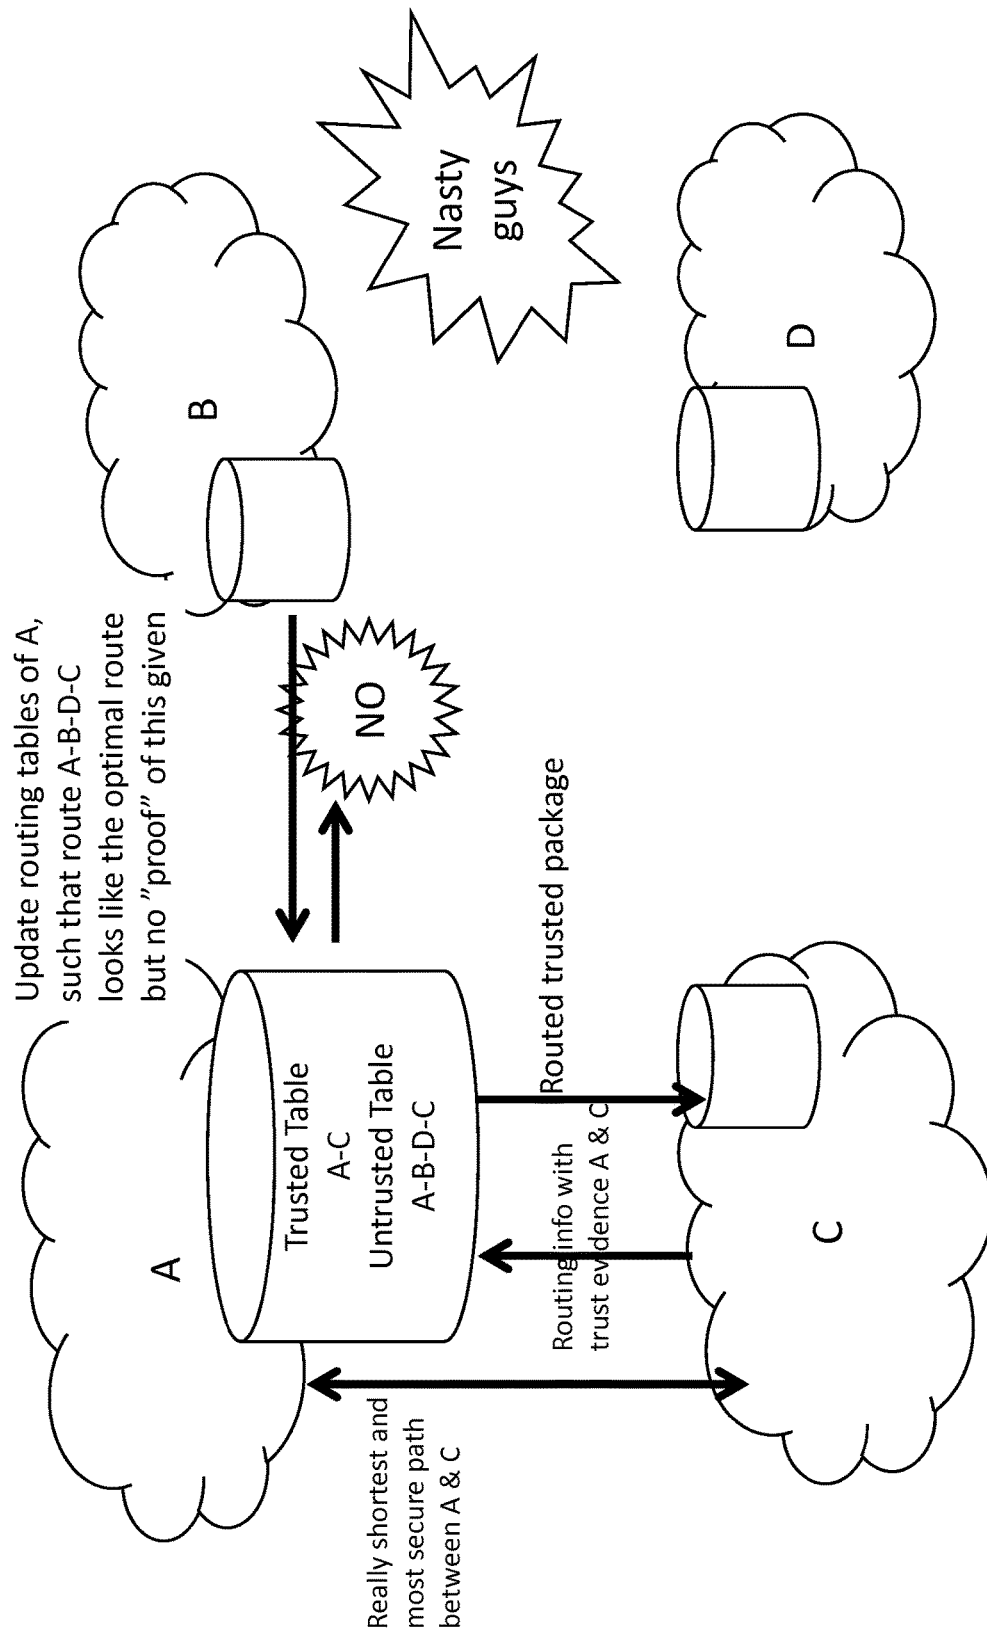 Update routing tables of A,
such that route A-B-D-C
looks like the optimal route
but no ”proof” of this given
A
B
Trusted Table
A-C
Untrusted Table
A-B-D-C
NO
Nasty
guys
Really shortest and
most secure path
between A & C
Routing info with
trust evidence A & C
Routed trusted package
C
D